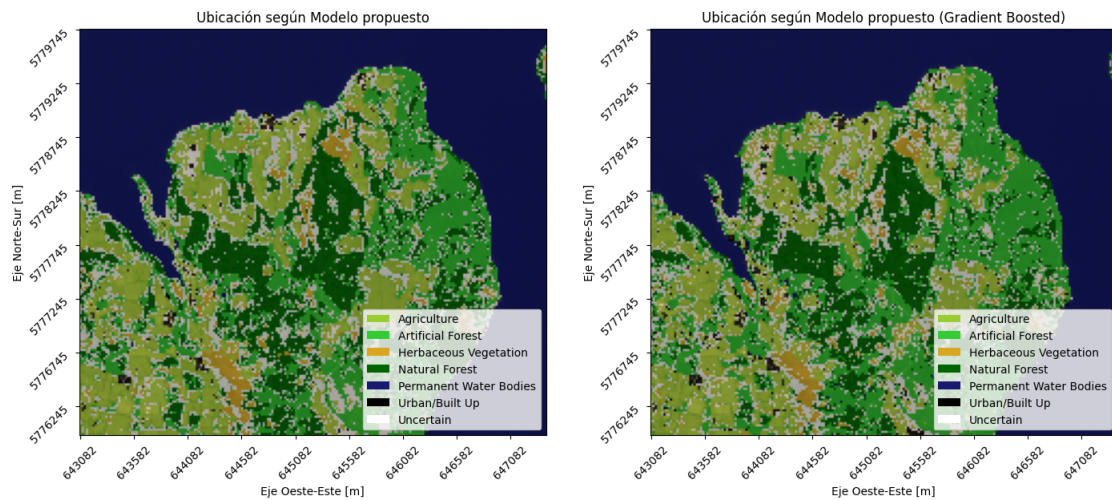 Ubicación según Modelo propuesto
5779745
5779245
5778745
5778245
5777745
5777245
5776745
5776245
Eje Norte-Sur [m]
Agriculture
Artificial Forest
Herbaceous Vegetation
Natural Forest
Permanent Water Bodies
Urban/Built Up
Uncertain
643082
643582
644082
644582
645082
645582
646082
646582
647082
Eje Oeste-Este [m]
Ubicación según Modelo propuesto (Gradient Boosted)
5779745
5779245
5778745
5778245
5777745
5777245
5776745
5776245
Eje Norte-Sur [m]
Agriculture
Artificial Forest
Herbaceous Vegetation
Natural Forest
Permanent Water Bodies
Urban/Built Up
Uncertain
643082
643582
644082
644582
645082
645582
646082
646582
647082
Eje Oeste-Este [m]